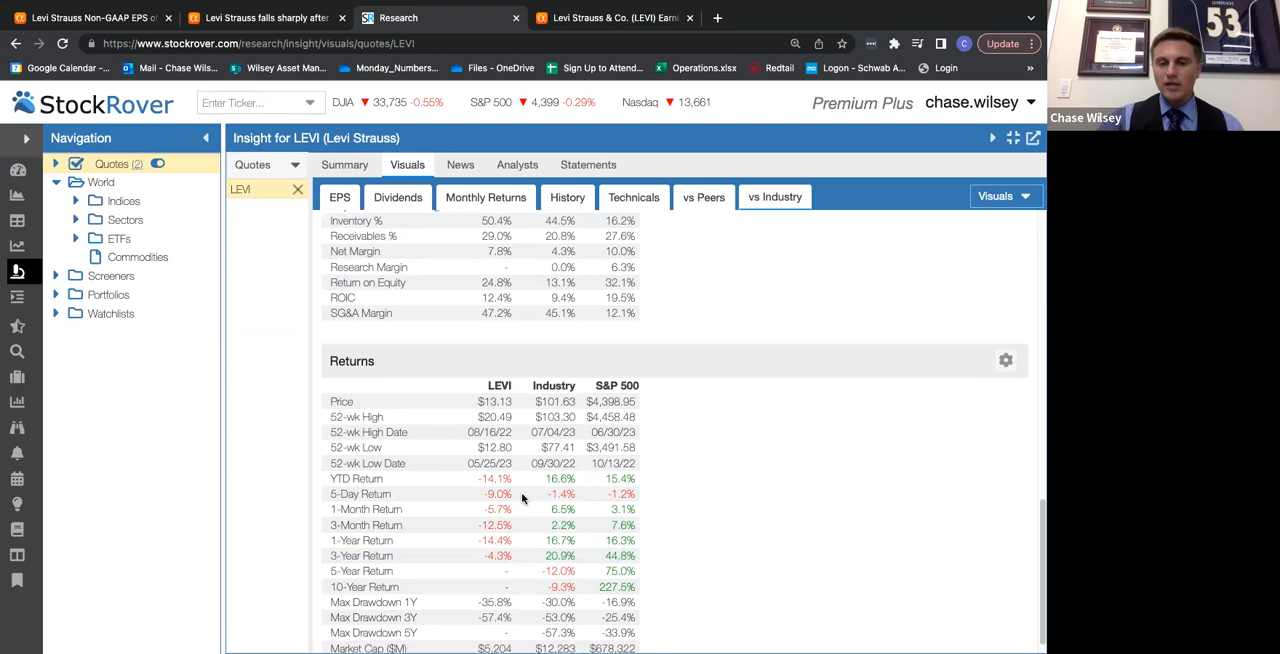 Levi Strauss Non-GAAP EPS of
Levi Strauss falls sharply after
SR Research
Levi Strauss & Co. (LEVI) Earni
https://www.stockrover.com/research/insight/visuals/quotes/LEVI
C
Update
Google Calendar -...
Mail - Chase Wils...
Wilsey Asset Man...
Monday_New...
Files - OneDrive
Sign Up to Attend...
Operations.xlsx
Redtail
Logon - Schwab A...
Login
»
StockRover
Enter Ticker...
DJIA 33,735 -0.55%
S&P 500 4,399 -0.29%
Nasdaq 13,661
Premium Plus
chase.wilsey
Chase Wilsey
53
Navigation
Quotes (2)
World
Indices
Sectors
ETFs
Commodities
Screeners
Portfolios
Watchlists
Insight for LEVI (Levi Strauss)
Quotes
LEVI
Summary Visuals News Analysts Statements
EPS Dividends Monthly Returns History Technicals vs Peers vs Industry
Visuals
Inventory % 50.4% 44.5% 16.2%
Receivables % 29.0% 20.8% 27.6%
Net Margin 7.8% 4.3% 10.0%
Research Margin - 0.0% 6.3%
Return on Equity 24.8% 13.1% 32.1%
ROIC 12.4% 9.4% 19.5%
SG&A Margin 47.2% 45.1% 12.1%
Returns
LEVI Industry S&P 500
Price $13.13 $101.63 $4,398.95
52-wk High $20.49 $103.30 $4,458.48
52-wk High Date 08/16/22 07/04/23 06/30/23
52-wk Low $12.80 $77.41 $3,491.58
52-wk Low Date 05/25/23 09/30/22 10/13/22
YTD Return -14.1% 16.6% 15.4%
5-Day Return -9.0% -1.4% -1.2%
1-Month Return -5.7% 6.5% 3.1%
3-Month Return -12.5% 2.2% 7.6%
1-Year Return -14.4% 16.7% 16.3%
3-Year Return -4.3% 20.9% 44.8%
5-Year Return - -12.0% 75.0%
10-Year Return - -9.3% 227.5%
Max Drawdown 1Y -35.8% -30.0% -16.9%
Max Drawdown 3Y -57.4% -53.0% -25.4%
Max Drawdown 5Y - -57.3% -33.9%
Market Cap ($M) $5,204 $12,283 $678,322